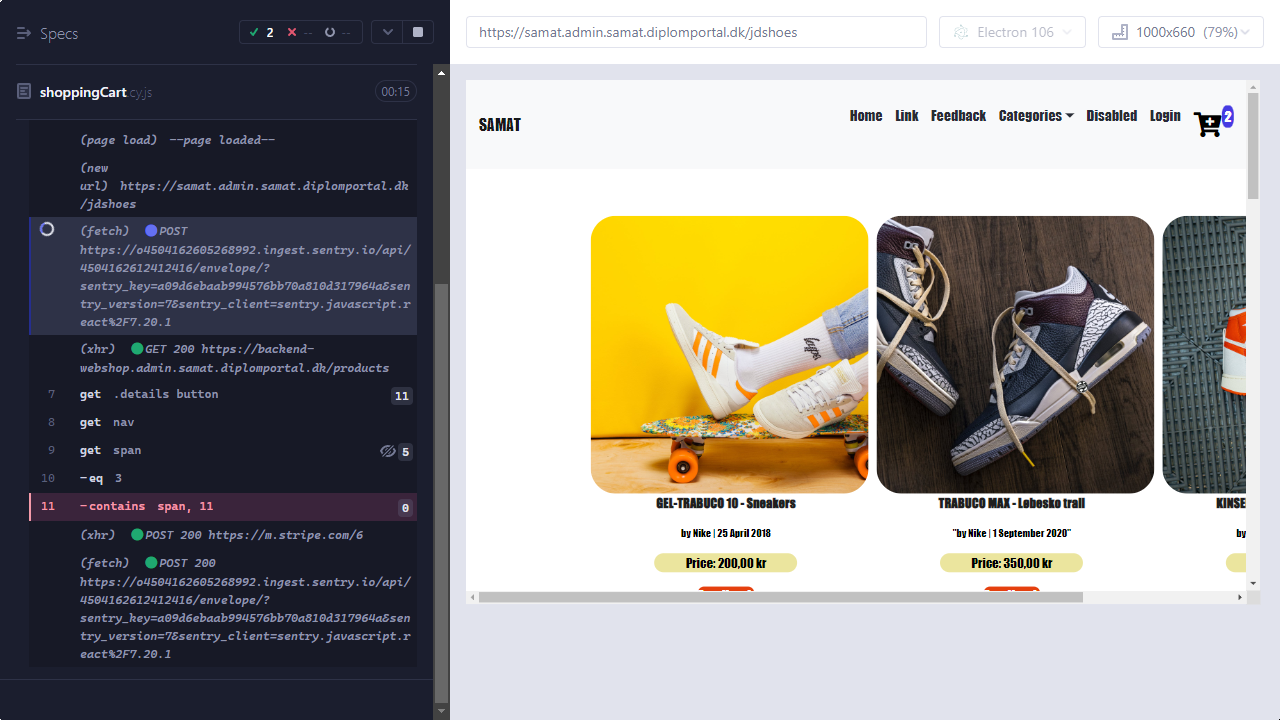 Specs
2
--
--
shoppingCart.cy.js
00:15
(page load) --page loaded--
(new
url) https://samat.admin.samat.diplomportal.dk
/jdshoes
(fetch) POST
https://o4504162605268992.ingest.sentry.io/api/
4504162612412416/envelope/?
sentry_key=a09d6ebaab994576bb70a810d317964a&sen
try_version=7&sentry_client=sentry.javascript.r
eact%2F7.20.1
(xhr) GET 200 https://backend-
webshop.admin.samat.diplomportal.dk/products
7 get .details button 11
8 get nav
9 get span 5
10 -eq 3
11 -contains span, 11 0
(xhr) POST 200 https://m.stripe.com/6
(fetch) POST 200
https://o4504162605268992.ingest.sentry.io/api/
4504162612412416/envelope/?
sentry_key=a09d6ebaab994576bb70a810d317964a&sen
try_version=7&sentry_client=sentry.javascript.r
eact%2F7.20.1
https://samat.admin.samat.diplomportal.dk/jdshoes
Electron 106
1000x660 (79%)
SAMAT
Home Link Feedback Categories Disabled Login 2
GEL-TRABUCO 10 - Sneakers
by Nike | 25 April 2018
Price: 200,00 kr
TRABUCO MAX - Løbesko trail
"by Nike | 1 September 2020"
Price: 350,00 kr
KINSE
by